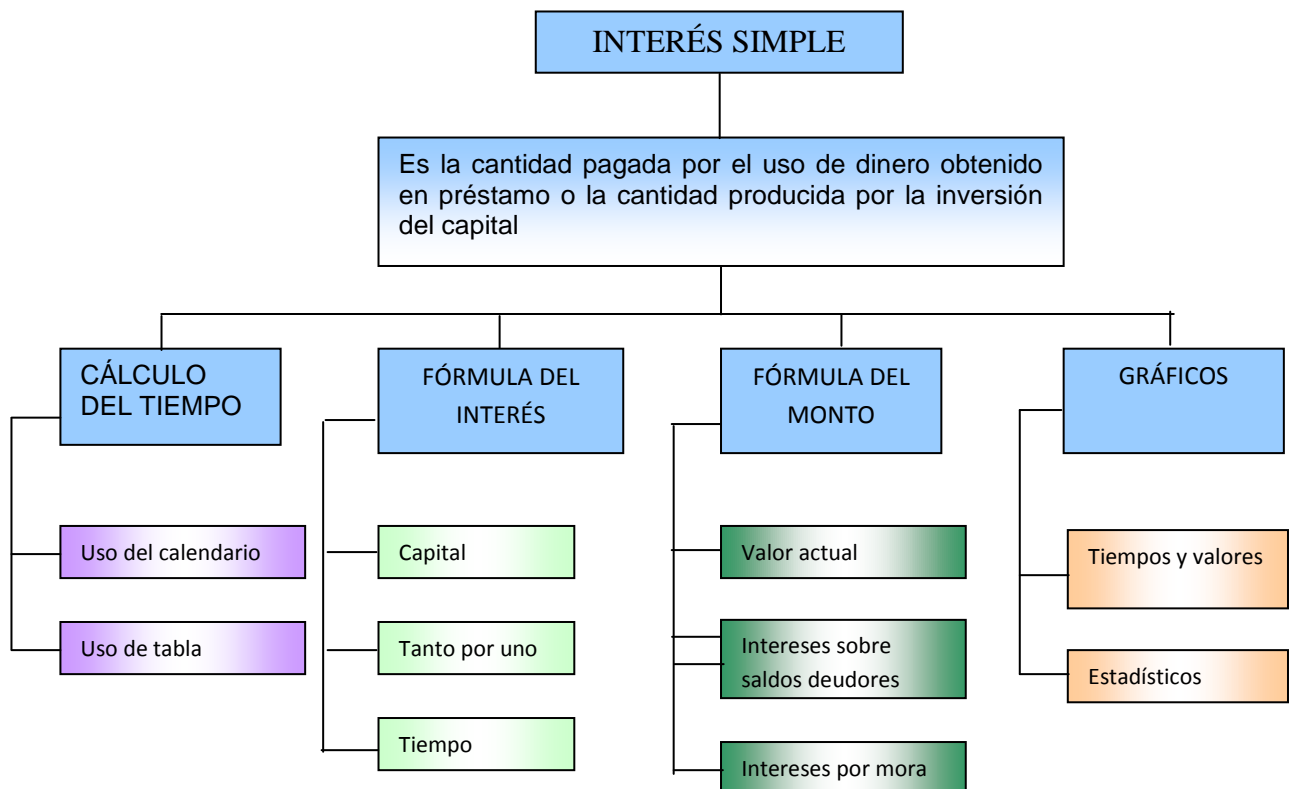 INTERÉS SIMPLE
Es la cantidad pagada por el uso de dinero obtenido
en préstamo o la cantidad producida por la inversión
del capital
CÁLCULO
DEL TIEMPO
Uso del calendario
Uso de tabla
FÓRMULA DEL
INTERÉS
Capital
Tanto por uno
Tiempo
FÓRMULA DEL
MONTO
Valor actual
Intereses sobre
saldos deudores
Intereses por mora
GRÁFICOS
Tiempos y valores
Estadísticos